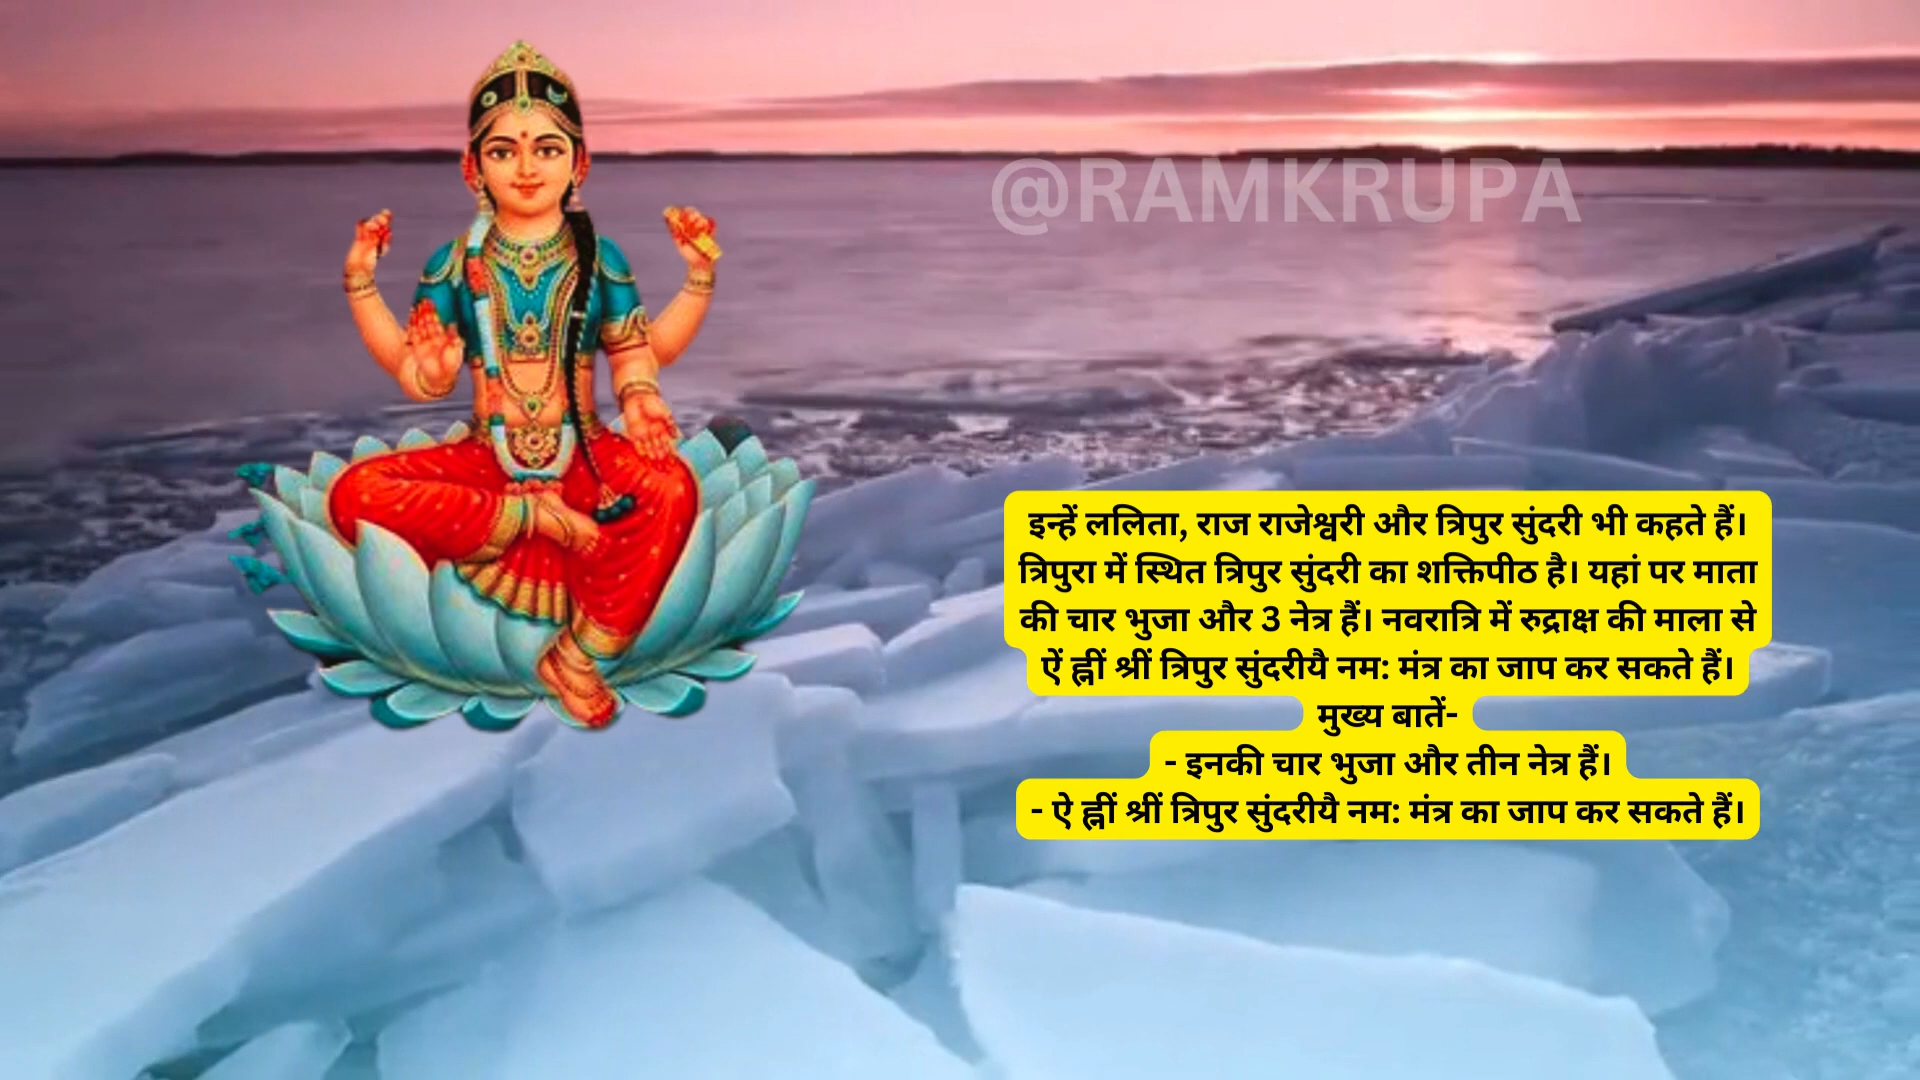 @RAMKRUPA
इन्हें ललिता, राज राजेश्वरी और त्रिपुर सुंदरी भी कहते हैं।
त्रिपुरा में स्थित त्रिपुर सुंदरी का शक्तिपीठ है। यहां पर माता
की चार भुजा और 3 नेत्र हैं। नवरात्रि में रुद्राक्ष की माला से
ऐं ह्नीं श्रीं त्रिपुर सुंदरीयै नम: मंत्र का जाप कर सकते हैं।
मुख्य बातें-
- इनकी चार भुजा और तीन नेत्र हैं।
- ऐ ह्नीं श्रीं त्रिपुर सुंदरीयै नम: मंत्र का जाप कर सकते हैं।